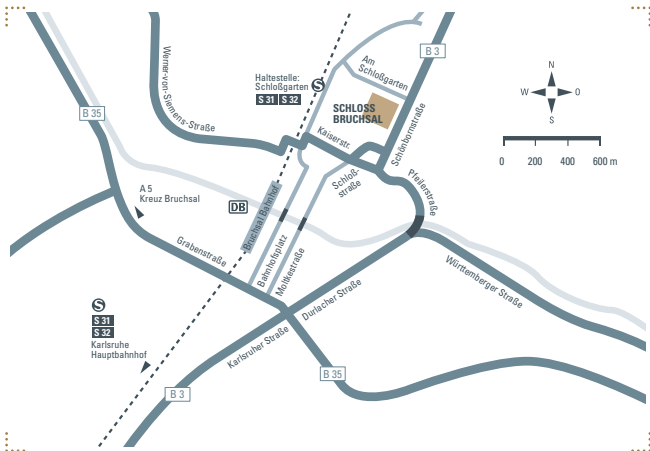 B 3
Am
Schloßgarten
Haltestelle:
Schloßgarten
S
S 31 S 32
Werner-von-Siemens-Straße
SCHLOSS
BRUCHSAL
Schönbornstraße
Kaiserstr.
B 35
N
W O
S
0 200 400 600 m
Schloß-
straße
Pfeilerstraße
A 5
Kreuz Bruchsal
DB
Bruchsal Bahnhof
Bahnhofsplatz
Moltkestraße
Grabenstraße
Württemberger Straße
Durlacher Straße
Karlsruher Straße
S
S 31
S 32
Karlsruhe
Hauptbahnhof
B 35
B 3